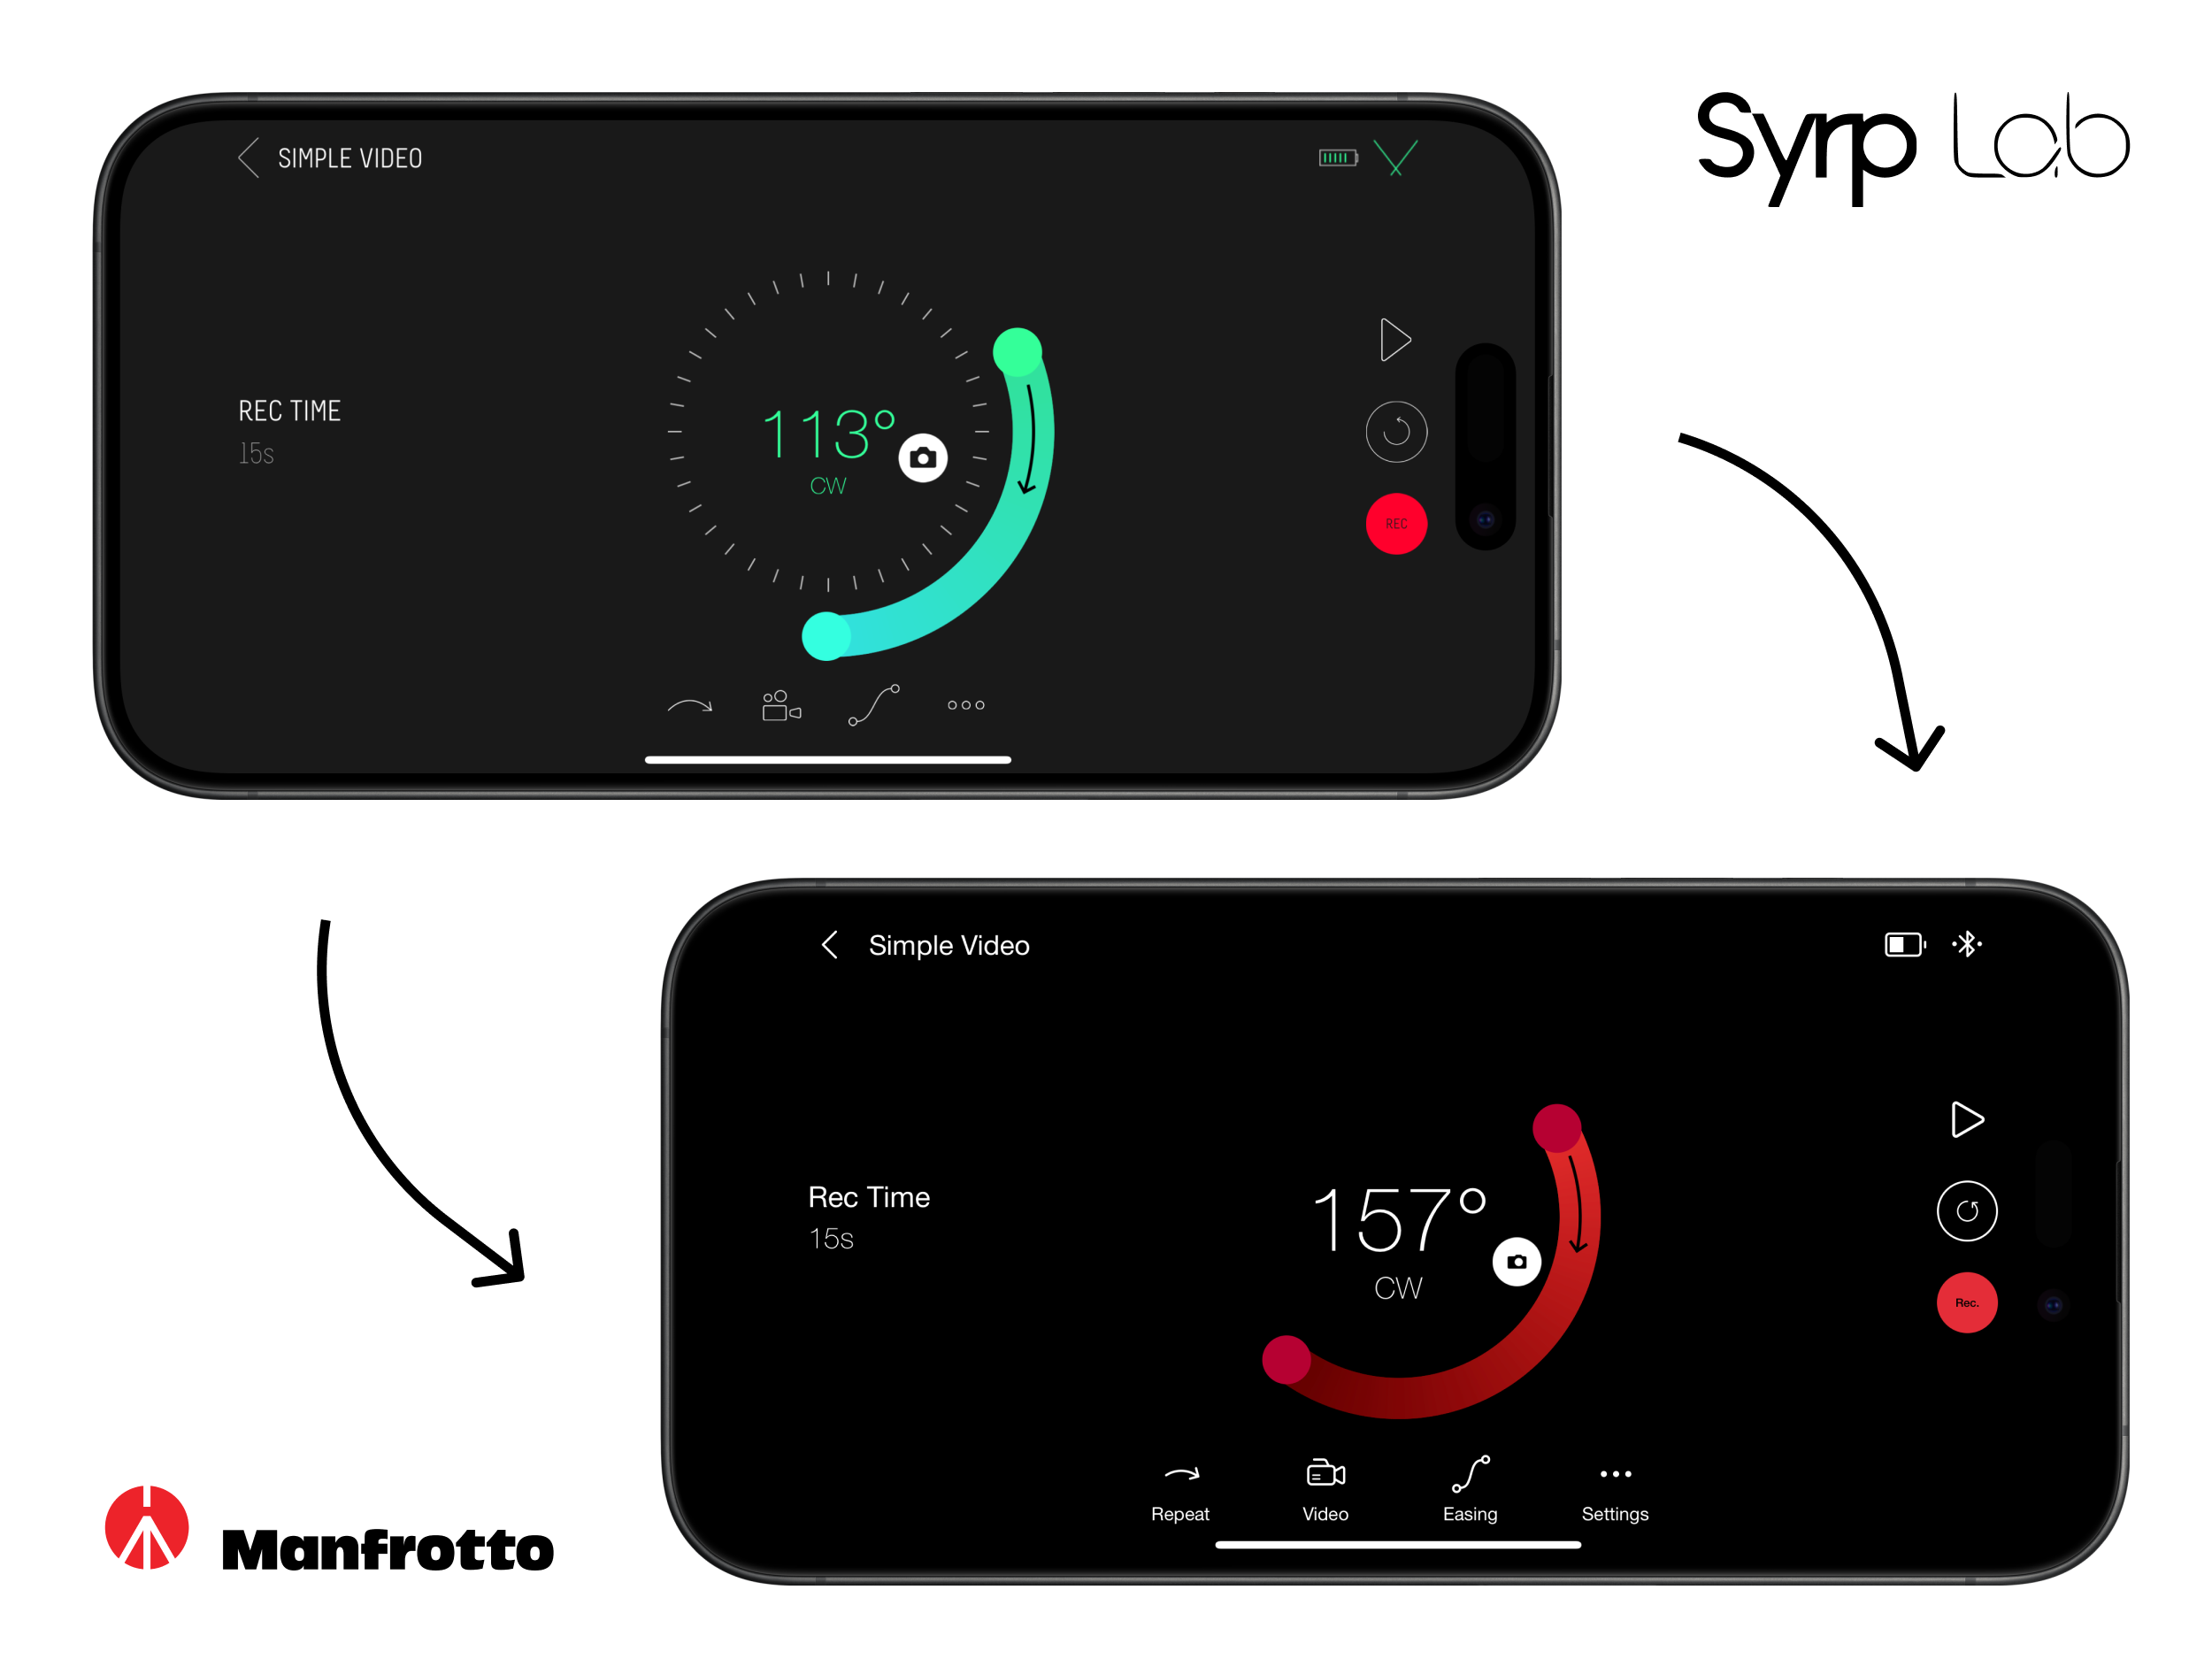 Syrp Lab
SIMPLE VIDEO
REC TIME
15s
113°
CW
REC
Simple Video
Rec Time
15s
157°
CW
Rec.
Repeat
Video
Easing
Settings
Manfrotto